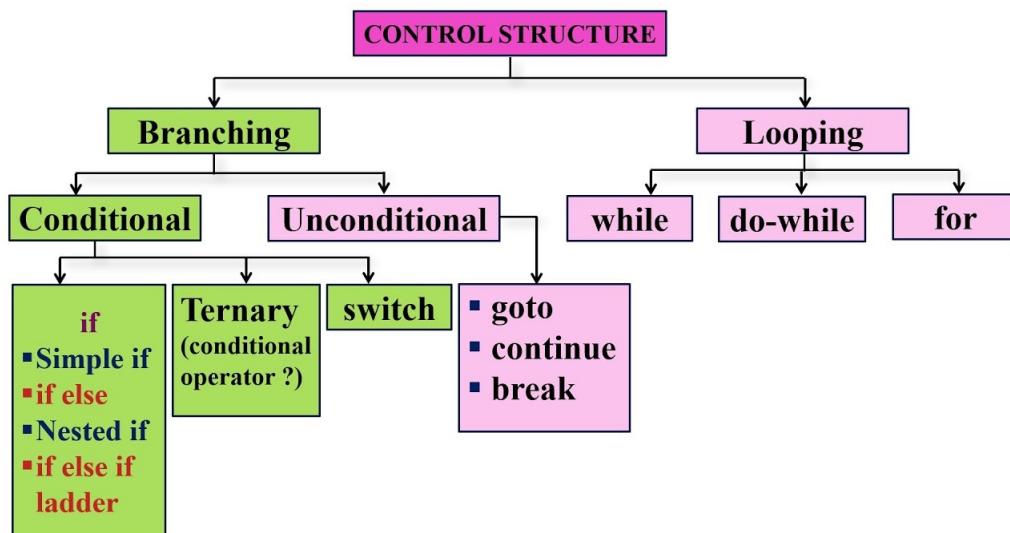 CONTROL STRUCTURE
Branching
Looping
Conditional
Unconditional
while
do-while
for
if
▪Simple if
▪if else
▪Nested if
▪if else if
ladder
Ternary
(conditional
operator ?)
switch
▪ goto
▪ continue
▪ break